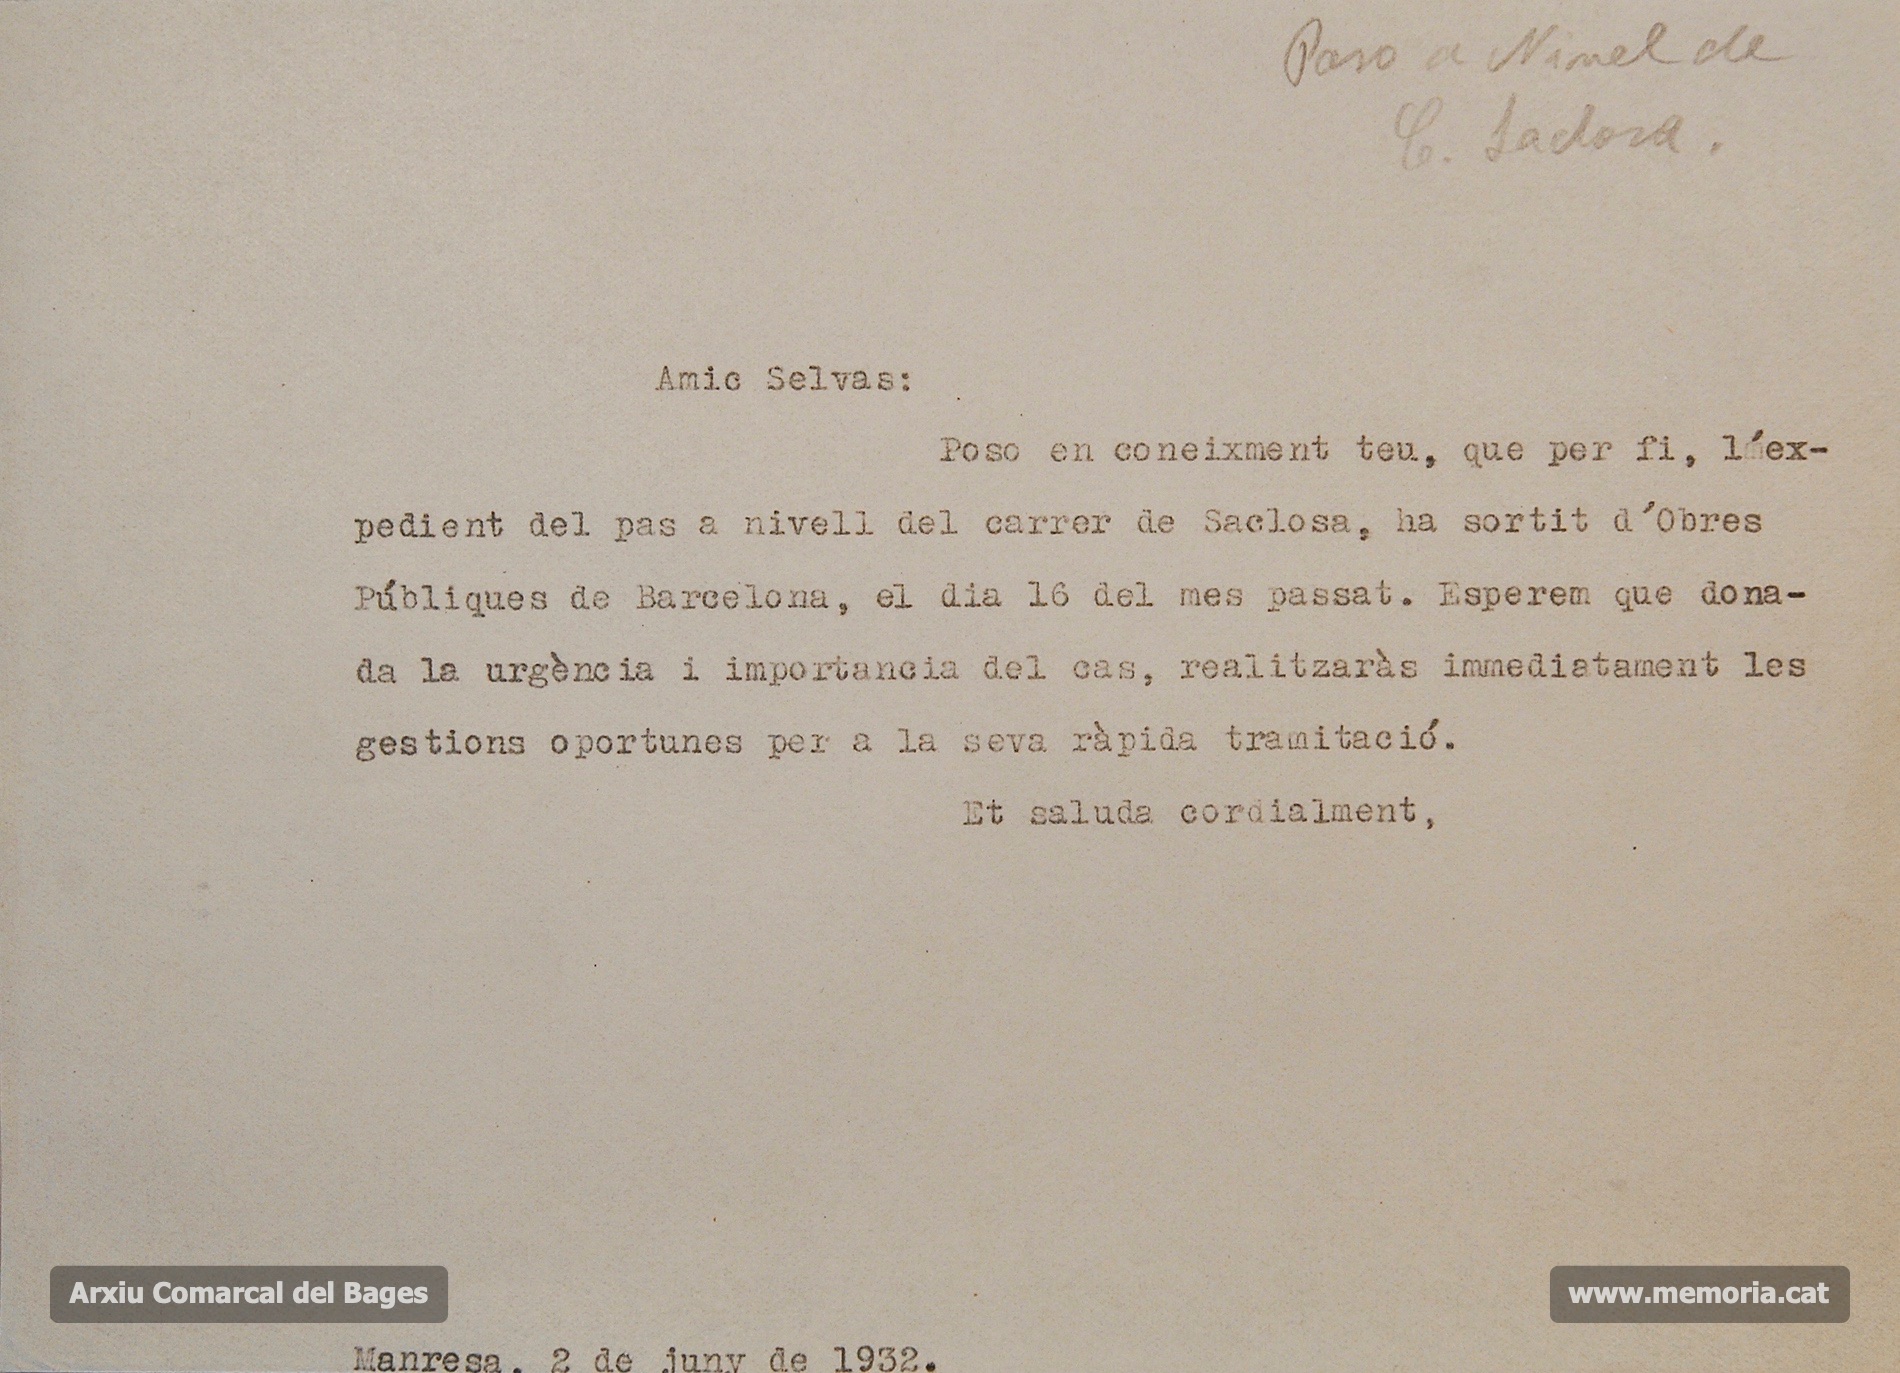 Paso a Nivel de
C. Saclosa.
Amic Selvas:
Poso en coneixment teu, que per fi, l´ex-
pedient del pas a nivell del carrer de Saclosa, ha sortit d´Obres
Públiques de Barcelona, el dia 16 del mes passat. Esperem que dona-
da la urgència i importancia del cas, realitzaràs immediatament les
gestions oportunes per a la seva ràpida tramitació.
Et saluda cordialment,
Arxiu Comarcal del Bages
www.memoria.cat
Manresa, 2 de juny de 1932.